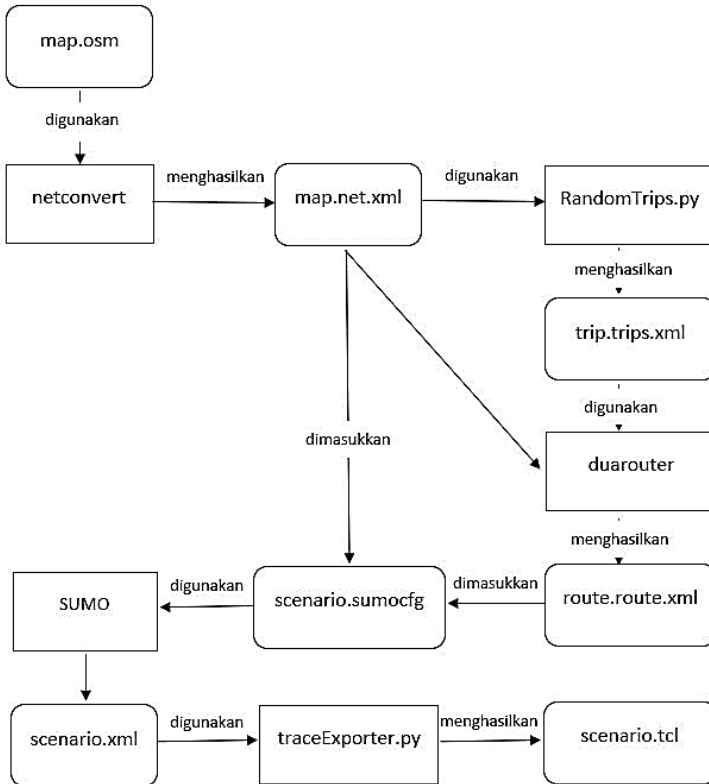 map.osm
digunakan
netconvert
menghasilkan
map.net.xml
digunakan
RandomTrips.py
menghasilkan
trip.trips.xml
digunakan
dimasukkan
duarouter
menghasilkan
SUMO
digunakan
scenario.sumocfg
dimasukkan
route.route.xml
scenario.xml
digunakan
traceExporter.py
menghasilkan
scenario.tcl